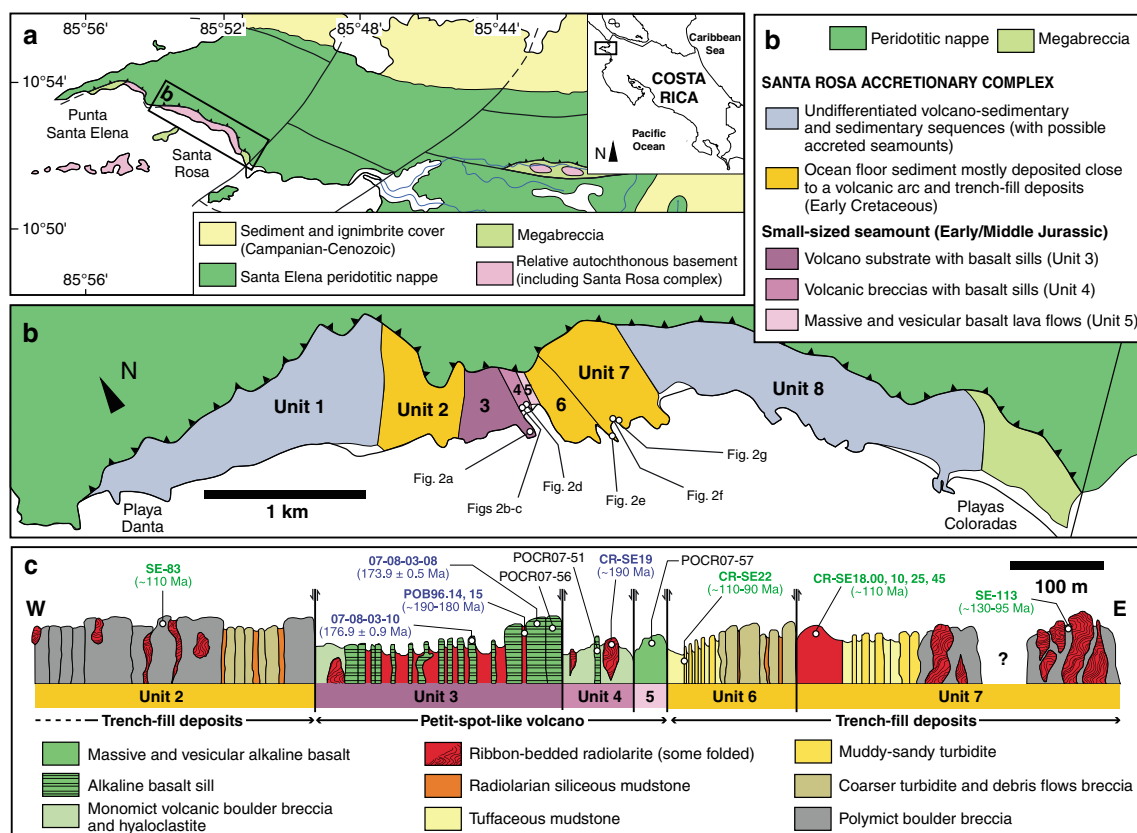 85°56'
85°52'
85°48'
85°44'
a
10°54'
10°50'
85°56'
b
Punta
Santa Elena
Santa
Rosa
Caribbean
Sea
COSTA
RICA
Pacific
Ocean
N
Sediment and ignimbrite cover
(Campanian-Cenozoic)
Santa Elena peridotitic nappe
Megabreccia
Relative autochthonous basement
(including Santa Rosa complex)
b
Peridotitic nappe
Megabreccia
SANTA ROSA ACCRETIONARY COMPLEX
Undifferentiated volcano-sedimentary
and sedimentary sequences (with possible
accreted seamounts)
Ocean floor sediment mostly deposited close
to a volcanic arc and trench-fill deposits
(Early Cretaceous)
Small-sized seamount (Early/Middle Jurassic)
Volcano substrate with basalt sills (Unit 3)
Volcanic breccias with basalt sills (Unit 4)
Massive and vesicular basalt lava flows (Unit 5)
b
N
Unit 1
Unit 2
3
4
5
6
Unit 7
Unit 8
Fig. 2a
Figs 2b-c
Fig. 2d
Fig. 2e
Fig. 2f
Fig. 2g
Playa
Danta
1 km
Playas
Coloradas
c
W
E
SE-83
(~110 Ma)
07-08-03-08
(173.9 ± 0.5 Ma)
POB96.14, 15
(~190-180 Ma)
07-08-03-10
(176.9 ± 0.9 Ma)
POCR07-51
POCR07-56
CR-SE19
(~190 Ma)
POCR07-57
CR-SE22
(~110-90 Ma)
CR-SE18.00, 10, 25, 45
(~110 Ma)
SE-113
(~130-95 Ma)
100 m
?
Unit 2
Unit 3
Unit 4
5
Unit 6
Unit 7
Trench-fill deposits
Petit-spot-like volcano
Trench-fill deposits
Massive and vesicular alkaline basalt
Alkaline basalt sill
Monomict volcanic boulder breccia
and hyaloclastite
Ribbon-bedded radiolarite (some folded)
Radiolarian siliceous mudstone
Tuffaceous mudstone
Muddy-sandy turbidite
Coarser turbidite and debris flows breccia
Polymict boulder breccia